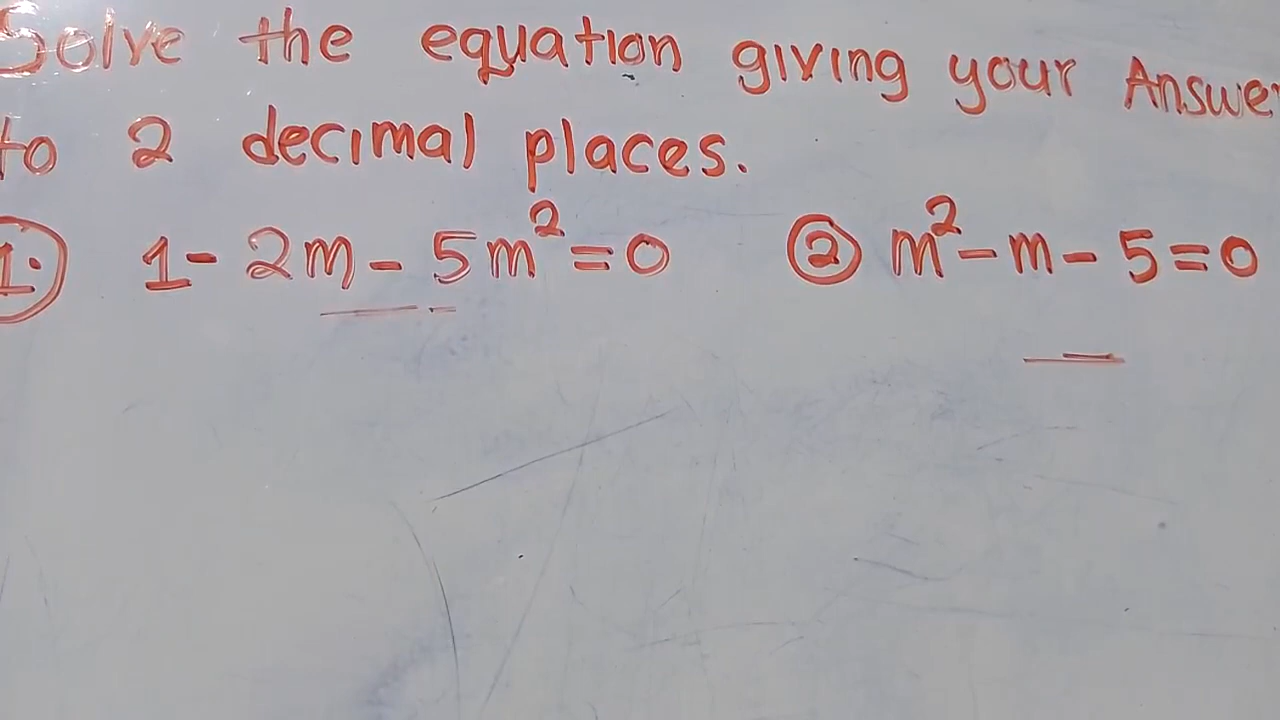 Solve the equation giving your Answer
to 2 decimal places.
1. 1 - 2m - 5m² = 0 ② m² - m - 5 = 0